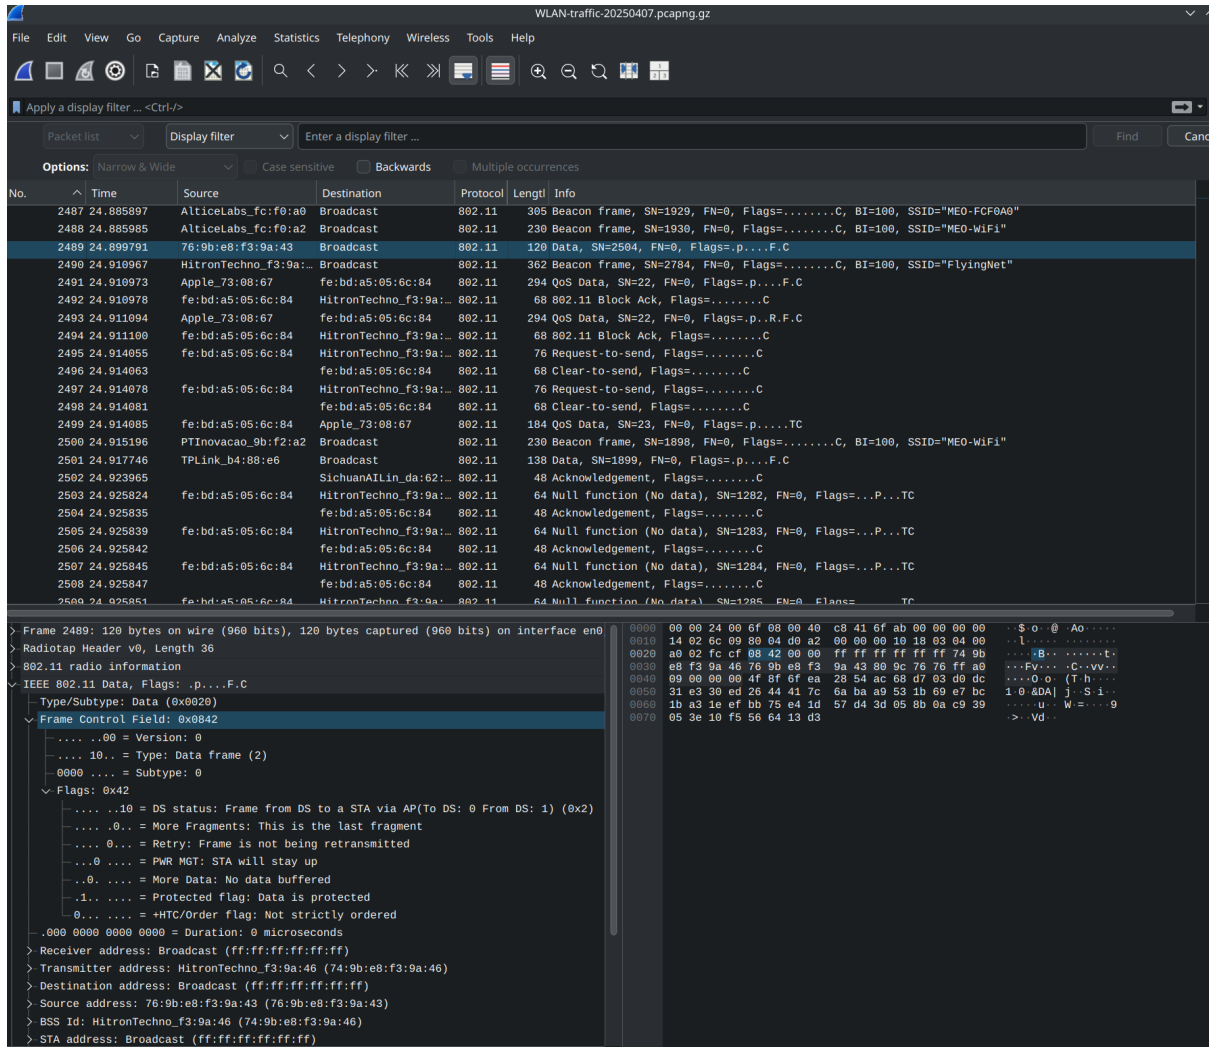 WLAN-traffic-20250407.pcapng.gz
File Edit View Go Capture Analyze Statistics Telephony Wireless Tools Help
Apply a display filter ... <Ctrl-/>
Packet list Display filter Enter a display filter ... Find Canc
Options: Narrow & Wide Case sensitive Backwards Multiple occurrences
No. Time Source Destination Protocol Lengtl Info
2487 24.885897 AlticeLabs_fc:f0:a0 Broadcast 802.11 305 Beacon frame, SN=1929, FN=0, Flags=........C, BI=100, SSID="MEO-FCF0A0"
2488 24.885985 AlticeLabs_fc:f0:a2 Broadcast 802.11 230 Beacon frame, SN=1930, FN=0, Flags=........C, BI=100, SSID="MEO-WiFi"
2489 24.899791 76:9b:e8:f3:9a:43 Broadcast 802.11 120 Data, SN=2504, FN=0, Flags=.p....F.C
2490 24.910967 HitronTechno_f3:9a:… Broadcast 802.11 362 Beacon frame, SN=2784, FN=0, Flags=........C, BI=100, SSID="FlyingNet"
2491 24.910973 Apple_73:08:67 fe:bd:a5:05:6c:84 802.11 294 QoS Data, SN=22, FN=0, Flags=.p....F.C
2492 24.910978 fe:bd:a5:05:6c:84 HitronTechno_f3:9a:… 802.11 68 802.11 Block Ack, Flags=........C
2493 24.911094 Apple_73:08:67 fe:bd:a5:05:6c:84 802.11 294 QoS Data, SN=22, FN=0, Flags=.p..R.F.C
2494 24.911100 fe:bd:a5:05:6c:84 HitronTechno_f3:9a:… 802.11 68 802.11 Block Ack, Flags=........C
2495 24.914055 fe:bd:a5:05:6c:84 HitronTechno_f3:9a:… 802.11 76 Request-to-send, Flags=........C
2496 24.914063 fe:bd:a5:05:6c:84 802.11 68 Clear-to-send, Flags=........C
2497 24.914078 fe:bd:a5:05:6c:84 HitronTechno_f3:9a:… 802.11 76 Request-to-send, Flags=........C
2498 24.914081 fe:bd:a5:05:6c:84 802.11 68 Clear-to-send, Flags=........C
2499 24.914085 fe:bd:a5:05:6c:84 Apple_73:08:67 802.11 184 QoS Data, SN=23, FN=0, Flags=.p.....TC
2500 24.915196 PTInovacao_9b:f2:a2 Broadcast 802.11 230 Beacon frame, SN=1898, FN=0, Flags=........C, BI=100, SSID="MEO-WiFi"
2501 24.917746 TPLink_b4:88:e6 Broadcast 802.11 138 Data, SN=1899, FN=0, Flags=.p....F.C
2502 24.923965 SichuanAILin_da:62:… 802.11 48 Acknowledgement, Flags=........C
2503 24.925824 fe:bd:a5:05:6c:84 HitronTechno_f3:9a:… 802.11 64 Null function (No data), SN=1282, FN=0, Flags=...P...TC
2504 24.925835 fe:bd:a5:05:6c:84 802.11 48 Acknowledgement, Flags=........C
2505 24.925839 fe:bd:a5:05:6c:84 HitronTechno_f3:9a:… 802.11 64 Null function (No data), SN=1283, FN=0, Flags=...P...TC
2506 24.925842 fe:bd:a5:05:6c:84 802.11 48 Acknowledgement, Flags=........C
2507 24.925845 fe:bd:a5:05:6c:84 HitronTechno_f3:9a:… 802.11 64 Null function (No data), SN=1284, FN=0, Flags=...P...TC
2508 24.925847 fe:bd:a5:05:6c:84 802.11 48 Acknowledgement, Flags=........C
2509 24.925851 fe:bd:a5:05:6c:84 HitronTechno_f3:9a: 802.11 64 Null function (No data), SN=1285, FN=0, Flags= TC
Frame 2489: 120 bytes on wire (960 bits), 120 bytes captured (960 bits) on interface en0
Radiotap Header v0, Length 36
802.11 radio information
IEEE 802.11 Data, Flags: .p....F.C
Type/Subtype: Data (0x0020)
Frame Control Field: 0x0842
.... ..00 = Version: 0
.... 10.. = Type: Data frame (2)
0000 .... = Subtype: 0
Flags: 0x42
.... ..10 = DS status: Frame from DS to a STA via AP(To DS: 0 From DS: 1) (0x2)
.... .0.. = More Fragments: This is the last fragment
.... 0... = Retry: Frame is not being retransmitted
...0 .... = PWR MGT: STA will stay up
..0. .... = More Data: No data buffered
.1.. .... = Protected flag: Data is protected
0... .... = +HTC/Order flag: Not strictly ordered
.000 0000 0000 0000 = Duration: 0 microseconds
Receiver address: Broadcast (ff:ff:ff:ff:ff:ff)
Transmitter address: HitronTechno_f3:9a:46 (74:9b:e8:f3:9a:46)
Destination address: Broadcast (ff:ff:ff:ff:ff:ff)
Source address: 76:9b:e8:f3:9a:43 (76:9b:e8:f3:9a:43)
BSS Id: HitronTechno_f3:9a:46 (74:9b:e8:f3:9a:46)
STA address: Broadcast (ff:ff:ff:ff:ff:ff)
0000 00 00 24 00 6f 08 00 40 c8 41 6f ab 00 00 00 00 ··$·o··@ ·Ao·····
0010 14 02 6c 09 80 04 d0 a2 00 00 00 10 18 03 04 00 ··l····· ········
0020 a0 02 fc cf 08 42 00 00 ff ff ff ff ff ff 74 9b ·····B·· ······t·
0030 e8 f3 9a 46 76 9b e8 f3 9a 43 80 9c 76 76 ff a0 ···Fv··· ·C··vv··
0040 09 00 00 00 4f 8f 6f ea 28 54 ac 68 d7 03 d0 dc ····O·o· (T·h····
0050 31 e3 30 ed 26 44 41 7c 6a ba a9 53 1b 69 e7 bc 1·0·&DA| j··S·i··
0060 1b a3 1e ef bb 75 e4 1d 57 d4 3d 05 8b 0a c9 39 ·····u·· W·=····9
0070 05 3e 10 f5 56 64 13 d3 ·>··Vd··